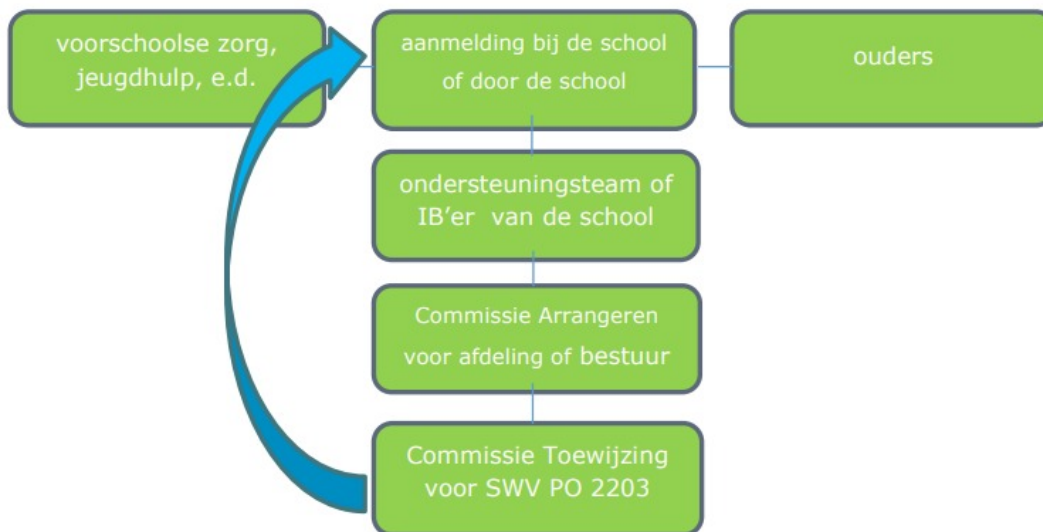 voorschoolse zorg,
jeugdhulp, e.d.
aanmelding bij de school
of door de school
ouders
ondersteuningsteam of
IB'er van de school
Commissie Arrangeren
voor afdeling of bestuur
Commissie Toewijzing
voor SWV PO 2203